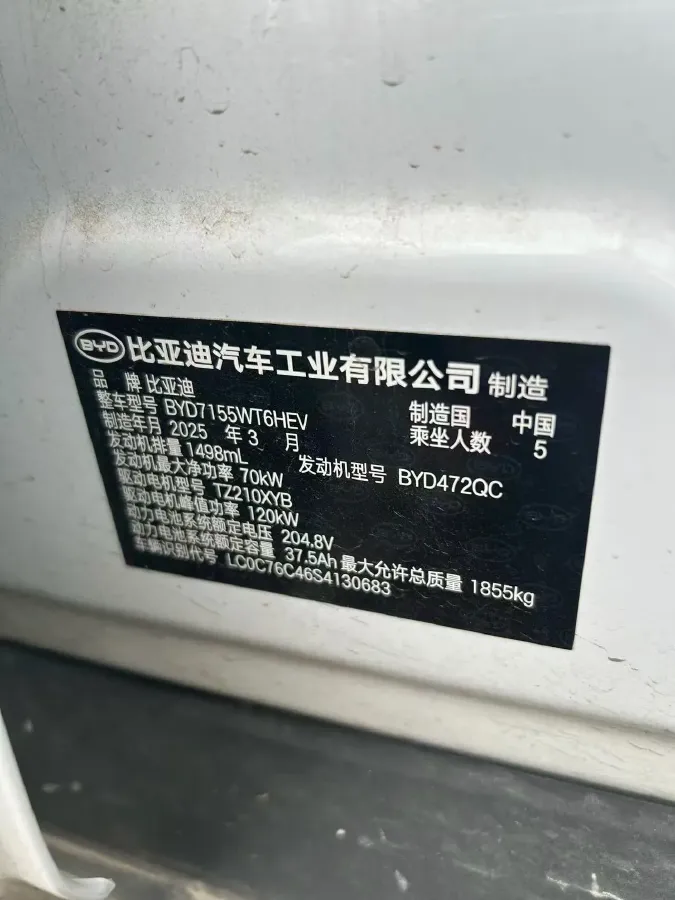 BYD 比亚迪汽车工业有限公司 制造
品 牌 比亚迪
整车型号 BYD7155WT6HEV 制造国 中国
制造年月 2025 年 3 月 乘坐人数 5
发动机排量 1498mL 发动机型号 BYD472QC
发动机最大净功率 70kW
驱动电机型号 TZ210XYB
驱动电机峰值功率 120kW
动力电池系统额定电压 204.8V
动力电池系统额定容量 37.5Ah 最大允许总质量 1855kg
车辆识别代号 LC0C76C46S4130683